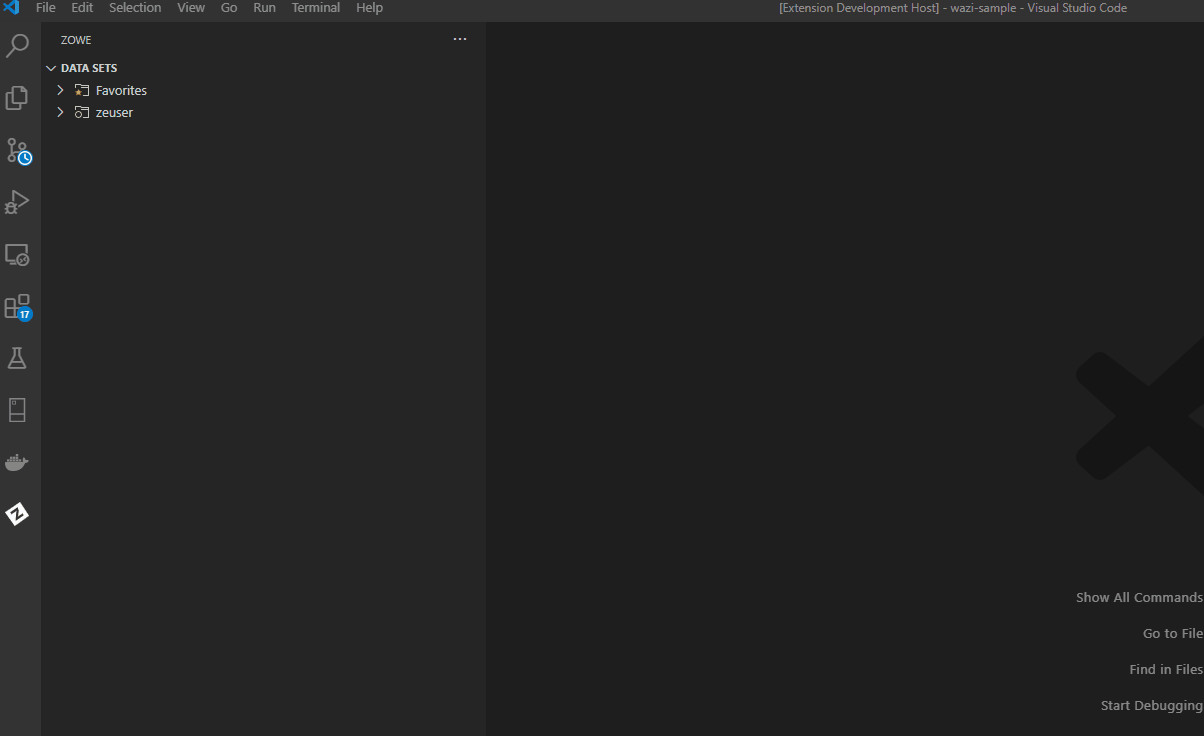 File Edit Selection View Go Run Terminal Help [Extension Development Host] - wazi-sample - Visual Studio Code
ZOWE
DATA SETS
Favorites
zeuser
17
Z
Show All Commands
Go to File
Find in Files
Start Debugging